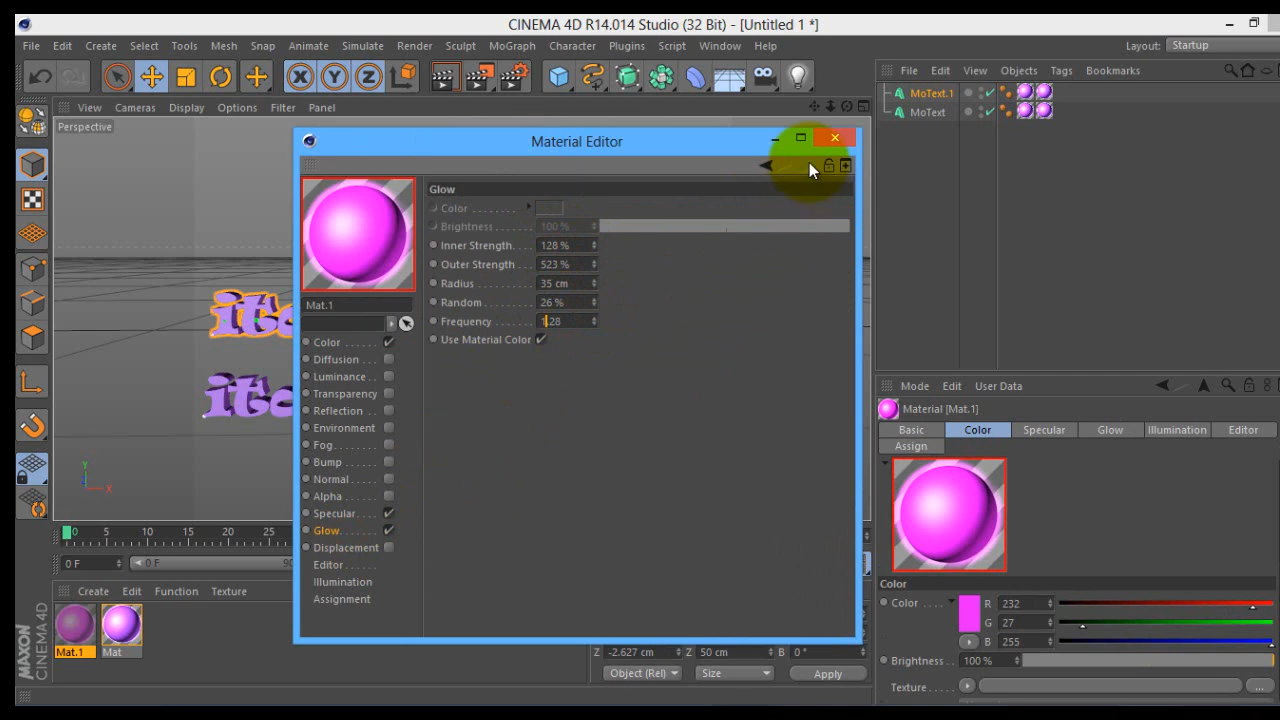 CINEMA 4D R14.014 Studio (32 Bit) - [Untitled 1 *]
File Edit Create Select Tools Mesh Snap Animate Simulate Render Sculpt MoGraph Character Plugins Script Window Help Layout: Startup
X Y Z
File Edit View Objects Tags Bookmarks
MoText.1
MoText
View Cameras Display Options Filter Panel
Perspective
Y
X
Material Editor
Mat.1
Color
Diffusion
Luminance
Transparency
Reflection
Environment
Fog
Bump
Normal
Alpha
Specular
Glow
Displacement
Editor
Illumination
Assignment
Glow
Color
Brightness 100 %
Inner Strength 128 %
Outer Strength 523 %
Radius 35 cm
Random 26 %
Frequency 128
Use Material Color
Mode Edit User Data
Material [Mat.1]
Basic Color Specular Glow Illumination Editor
Assign
Color
Color R 232
G 27
B 255
Brightness 100 %
Texture ...
0 5 10 15 20 25
0 F 0 F
Create Edit Function Texture
Mat.1 Mat
Z -2.627 cm Z 50 cm B 0 °
Object (Rel) Size Apply
MAXON
CINEMA 4D